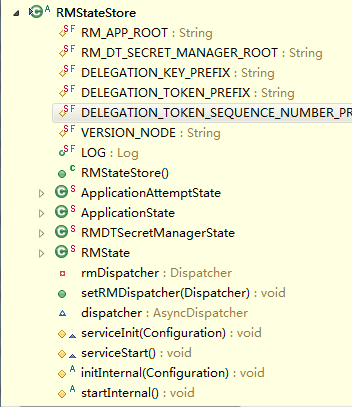 RMStateStore
RM_APP_ROOT : String
RM_DT_SECRET_MANAGER_ROOT : String
DELEGATION_KEY_PREFIX : String
DELEGATION_TOKEN_PREFIX : String
DELEGATION_TOKEN_SEQUENCE_NUMBER_PR
VERSION_NODE : String
LOG : Log
RMStateStore()
ApplicationAttemptState
ApplicationState
RMDTSecretManagerState
RMState
rmDispatcher : Dispatcher
setRMDispatcher(Dispatcher) : void
dispatcher : AsyncDispatcher
serviceInit(Configuration) : void
serviceStart() : void
initInternal(Configuration) : void
startInternal() : void